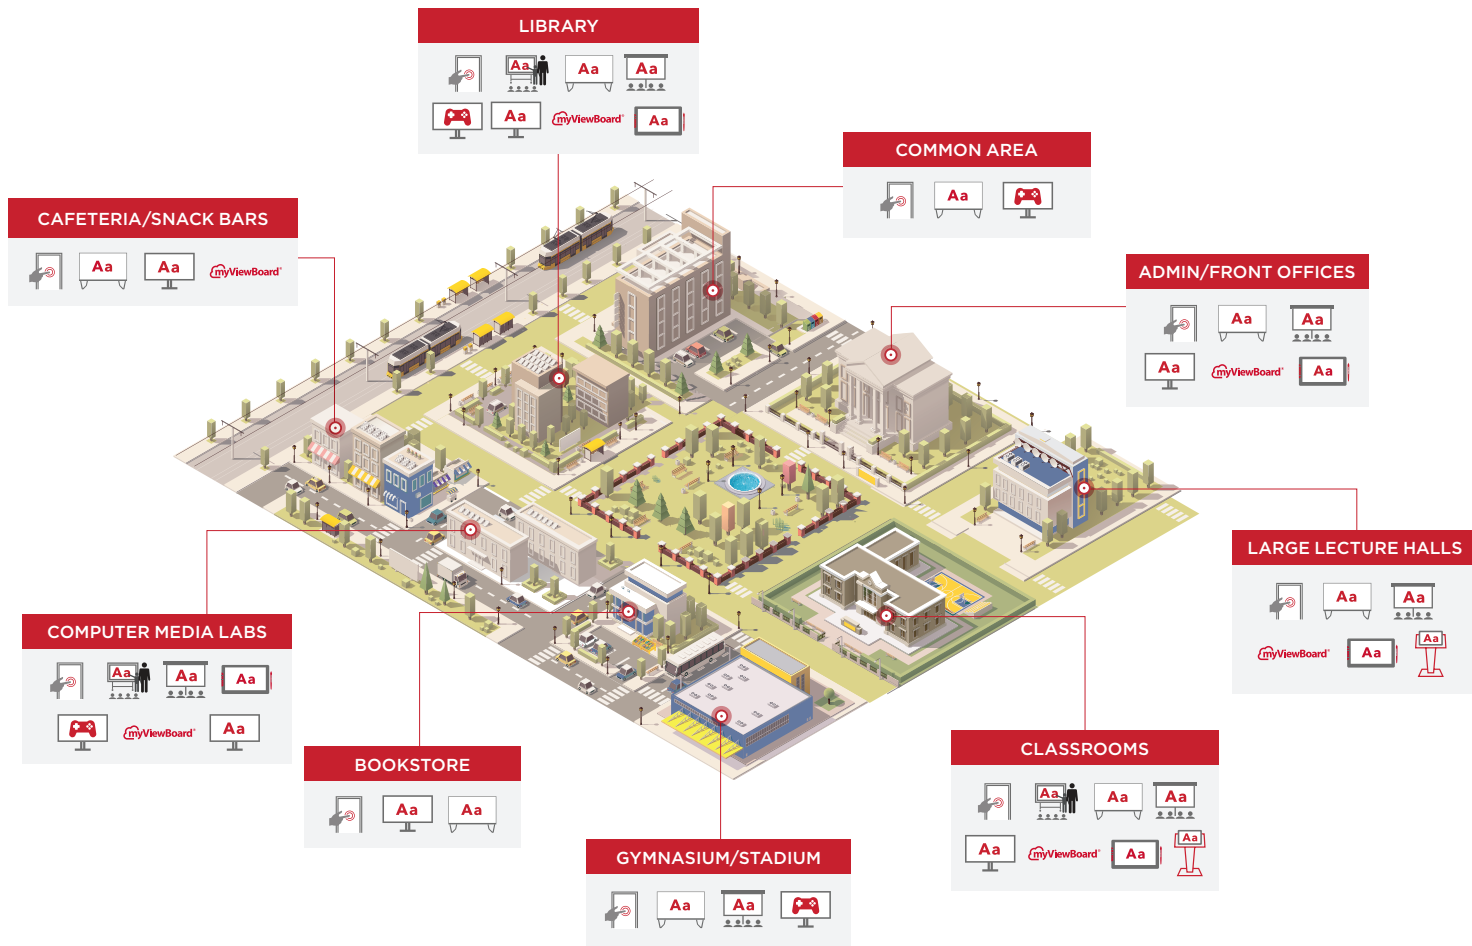 LIBRARY
Aa Aa Aa
Aa myViewBoard® Aa
COMMON AREA
Aa
CAFETERIA/SNACK BARS
Aa Aa myViewBoard®
ADMIN/FRONT OFFICES
Aa Aa
Aa myViewBoard® Aa
LARGE LECTURE HALLS
Aa Aa
myViewBoard® Aa Aa
COMPUTER MEDIA LABS
Aa Aa Aa
myViewBoard® Aa
BOOKSTORE
Aa Aa
CLASSROOMS
Aa Aa Aa
Aa myViewBoard® Aa Aa
GYMNASIUM/STADIUM
Aa Aa